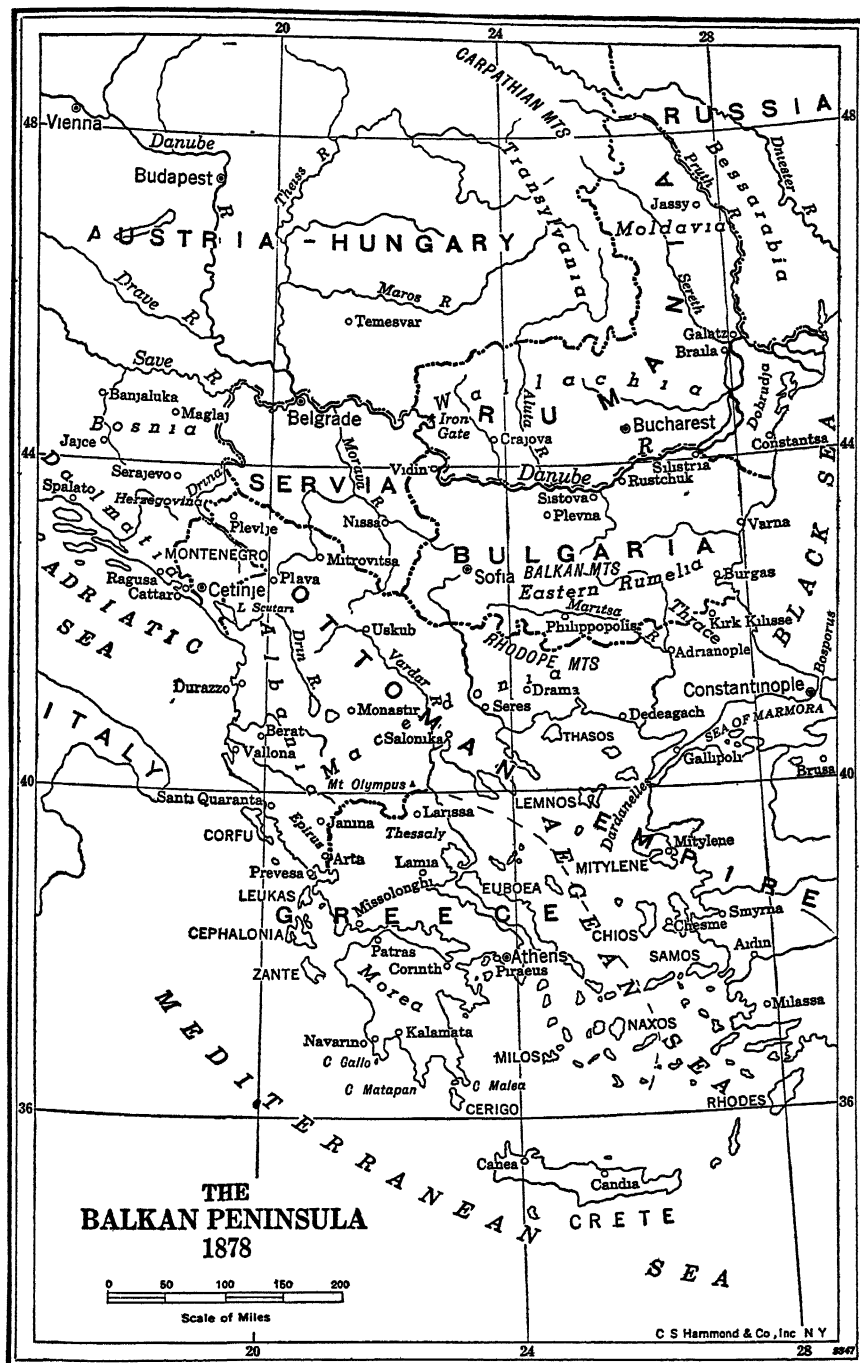 20
24
28
CARPATHIAN MTS
RUSSIA
48
48
Vienna
Danube R
Budapest
Theiss R
Transylvania
Pruth R
Bessarabia
Dniester R
Jassy
Moldavia
AUSTRIA-HUNGARY
Drave R
Maros R
Temesvar
Sereth
Galatz
Braila
Save R
Banjaluka
Maglaj
Bosnia
Jajce
Belgrade
Iron
Gate
Wallachia
RUMANIA
Aluta R
Crajova
Bucharest
Dobrudja
Constantsa
44
44
Serajevo
Drina
Morava R
SERVIA
Vidin
Danube R
Silistria
Rustchuk
Sistova
Plevna
Dalmatia
Spalato
Hersegovina
Plevlje
Nissa
Varna
BLACK SEA
MONTENEGRO
Mitrovitsa
BULGARIA
Sofia
BALKAN MTS
Eastern Rumelia
Burgas
Ragusa
Cattaro
Cetinje
Plava
L Scutari
ADRIATIC
SEA
Maritsa R
Philippopolis
Thrace
Kirk Kilisse
Adrianople
Uskub
RHODOPE MTS
Albania
Drin R
Vardar R
Durazzo
Monastir
Drama
Seres
Constantinople
Bosporus
Dedeagach
SEA OF MARMORA
ITALY
OTTOMAN EMPIRE
Macedonia
Berat
Vallona
Salonika
THASOS
Gallipoli
Brusa
40
40
Mt Olympus
Santi Quaranta
LEMNOS
Dardanelles
Epirus
Janina
Larissa
Thessaly
CORFU
Arta
Mitylene
MITYLENE
Prevesa
Lamia
LEUKAS
Missolonghi
EUBOEA
AEGEAN SEA
GREECE
CEPHALONIA
Patras
CHIOS
Chesme
Smyrna
Athens
Aidin
Corinth
Piraeus
SAMOS
ZANTE
Morea
Milassa
Navarino
Kalamata
NAXOS
C Gallo
MILOS
C Matapan
C Malea
CERIGO
RHODES
36
36
MEDITERRANEAN SEA
Canea
Candia
CRETE
THE
BALKAN PENINSULA
1878
0 50 100 150 200
Scale of Miles
C S Hammond & Co., Inc N Y
20
24
28
3347